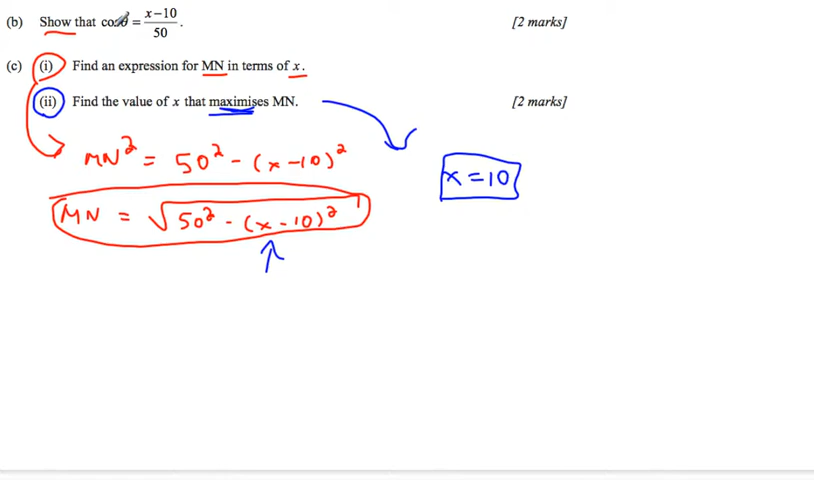 (b) Show that cos θ = x−10 / 50 . [2 marks]
(c) (i) Find an expression for MN in terms of x.
(ii) Find the value of x that maximises MN. [2 marks]
MN² = 50² − (x − 10)²
x = 10
MN = √50² − (x − 10)²